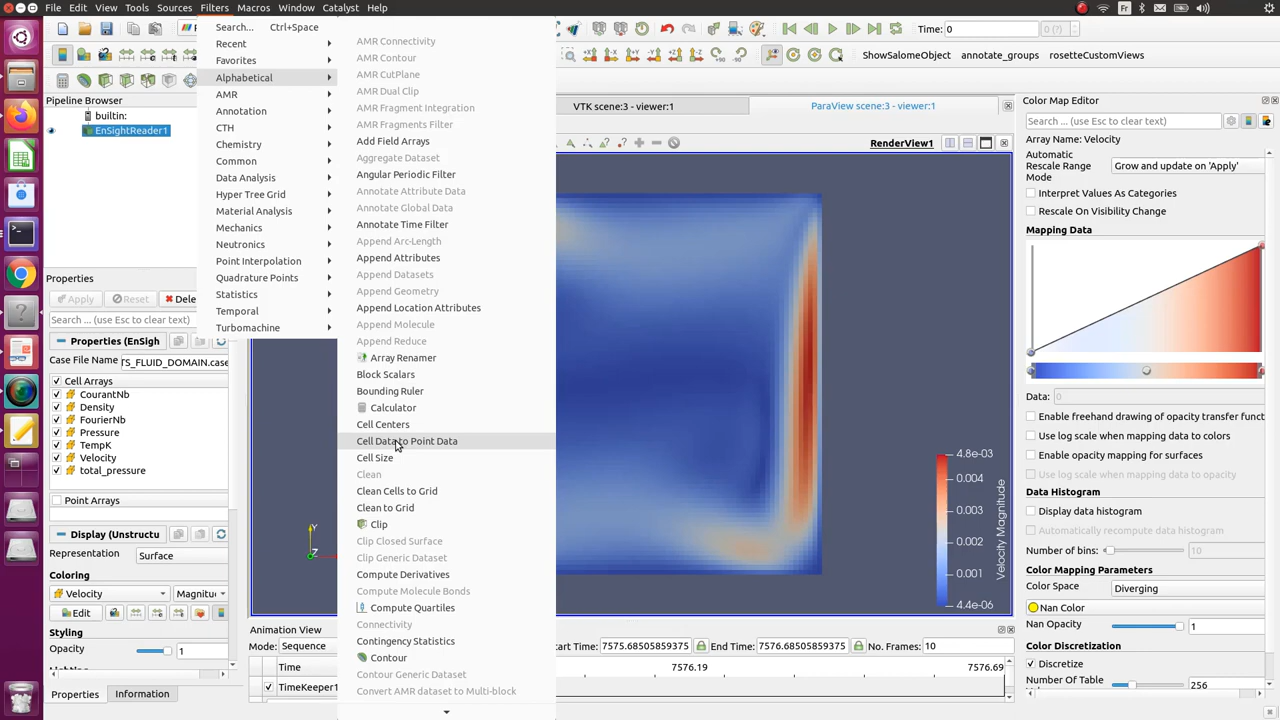 File Edit View Tools Sources Filters Macros Window Catalyst Help
Fr
Time: 0
(?)
ShowSalomeObject annotate_groups rosetteCustomViews
Search... Ctrl+Space
Recent
Favorites
Alphabetical
AMR
Annotation
CTH
Chemistry
Common
Data Analysis
Hyper Tree Grid
Material Analysis
Mechanics
Neutronics
Point Interpolation
Quadrature Points
Statistics
Temporal
Turbomachine
AMR Connectivity
AMR Contour
AMR CutPlane
AMR Dual Clip
AMR Fragment Integration
AMR Fragments Filter
Add Field Arrays
Aggregate Dataset
Angular Periodic Filter
Annotate Attribute Data
Annotate Global Data
Annotate Time Filter
Append Arc-Length
Append Attributes
Append Datasets
Append Geometry
Append Location Attributes
Append Molecule
Append Reduce
Array Renamer
Block Scalars
Bounding Ruler
Calculator
Cell Centers
Cell Data to Point Data
Cell Size
Clean
Clean Cells to Grid
Clean to Grid
Clip
Clip Closed Surface
Clip Generic Dataset
Compute Derivatives
Compute Molecule Bonds
Compute Quartiles
Connectivity
Contingency Statistics
Contour
Contour Generic Dataset
Convert AMR dataset to Multi-block
Pipeline Browser
builtin:
EnSightReader1
Properties
Apply Reset Dele
Search ... (use Esc to clear text)
Properties (EnSigh
Case File Name rS_FLUID_DOMAIN.case
Cell Arrays
CourantNb
Density
FourierNb
Pressure
TempK
Velocity
total_pressure
Point Arrays
Display (Unstruct
Representation Surface
Coloring
Velocity Magnitu
Edit
Styling
Opacity 1
Properties Information
VTK scene:3 - viewer:1 ParaView scene:3 - viewer:1
RenderView1
Y
Z
4.8e-03
0.004
0.003
0.002
0.001
4.4e-06
Velocity Magnitude
Animation View
Mode: Sequence
tart Time: 7575.68505859375 End Time: 7576.68505859375 No. Frames: 10
Time 7576.19 7576.69
TimeKeeper1
Color Map Editor
Search ... (use Esc to clear text)
Array Name: Velocity
Automatic
Rescale Range
Mode
Grow and update on 'Apply'
Interpret Values As Categories
Rescale On Visibility Change
Mapping Data
Data: 0
Enable freehand drawing of opacity transfer funct
Use log scale when mapping data to colors
Enable opacity mapping for surfaces
Use log scale when mapping data to opacity
Data Histogram
Display data histogram
Automatically recompute data histogram
Number of bins: 10
Color Mapping Parameters
Color Space Diverging
Nan Color
Nan Opacity 1
Color Discretization
Discretize
Number Of Table 256